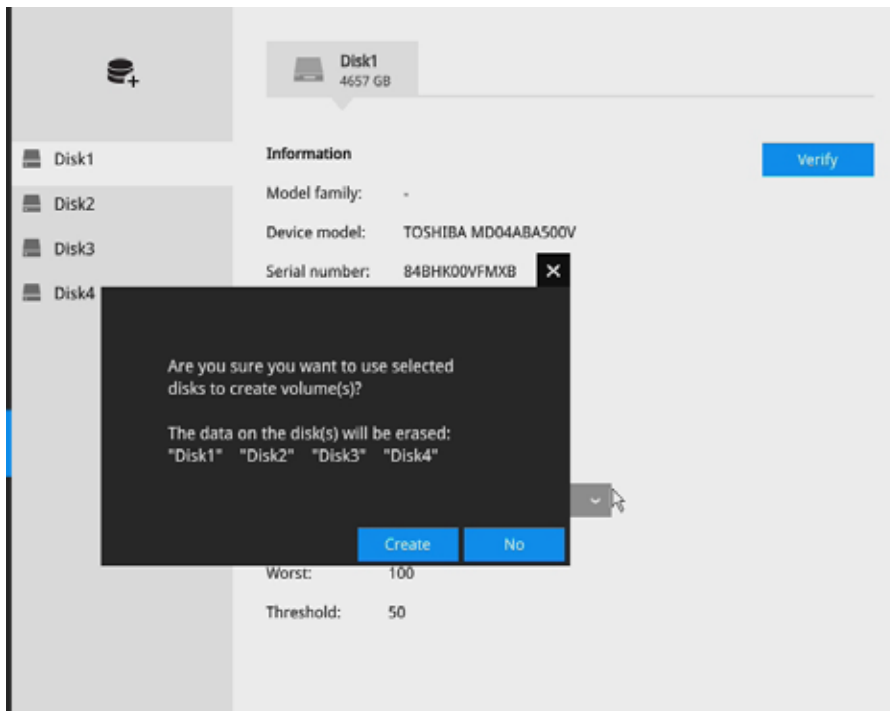 Disk1
4657 GB
Disk1
Disk2
Disk3
Disk4
Information
Verify
Model family: -
Device model: TOSHIBA MD04ABA500V
Serial number: 84BHK00VFMXB
Are you sure you want to use selected
disks to create volume(s)?
The data on the disk(s) will be erased:
"Disk1" "Disk2" "Disk3" "Disk4"
Create No
Worst: 100
Threshold: 50